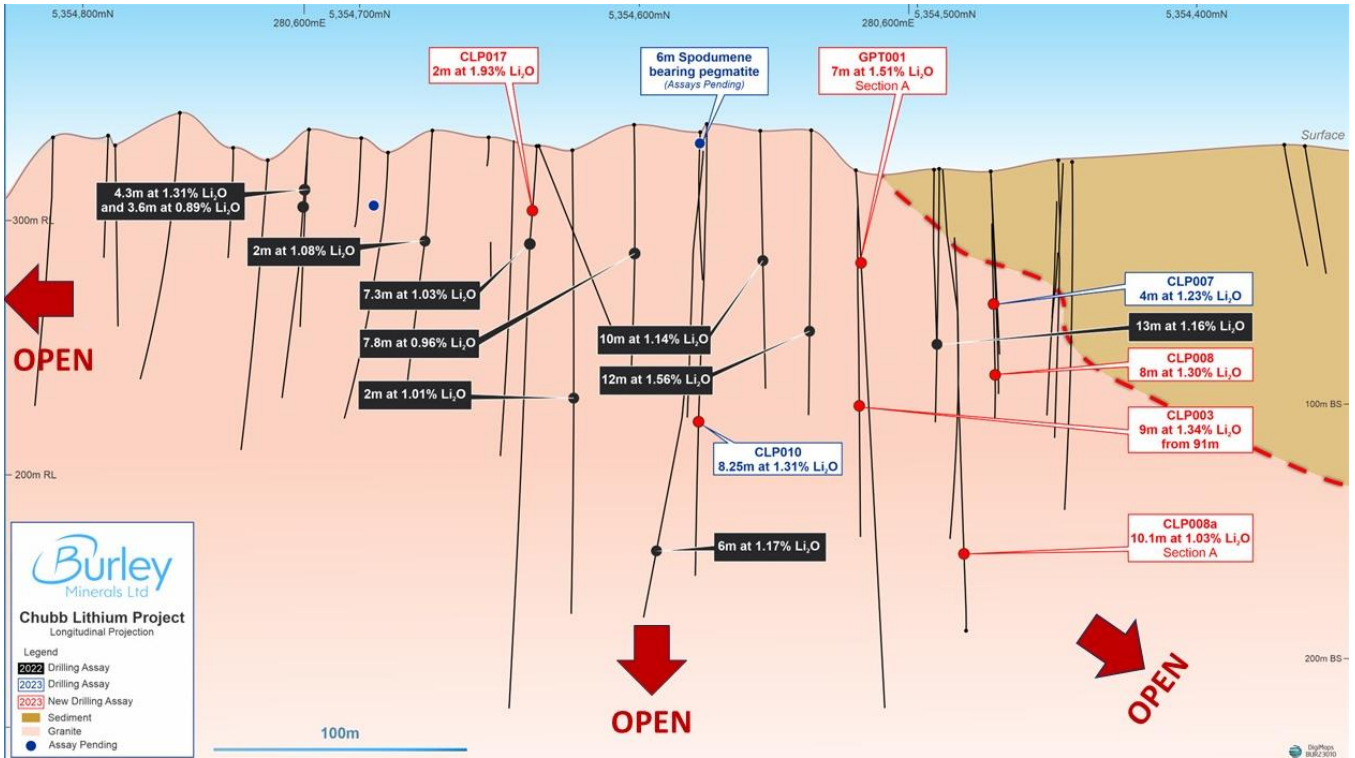 5,354,800mN
280,600mE
5,354,700mN
5,354,600mN
280,600mE
5,354,500mN
5,354,400mN
CLP017
2m at 1.93% Li₂O
6m Spodumene
bearing pegmatite
(Assays Pending)
GPT001
7m at 1.51% Li₂O
Section A
Surface
4.3m at 1.31% Li₂O
and 3.6m at 0.89% Li₂O
300m RL
2m at 1.08% Li₂O
7.3m at 1.03% Li₂O
7.8m at 0.96% Li₂O
2m at 1.01% Li₂O
10m at 1.14% Li₂O
12m at 1.56% Li₂O
CLP007
4m at 1.23% Li₂O
13m at 1.16% Li₂O
CLP008
8m at 1.30% Li₂O
100m BS
CLP003
9m at 1.34% Li₂O
from 91m
OPEN
CLP010
8.25m at 1.31% Li₂O
200m RL
6m at 1.17% Li₂O
CLP008a
10.1m at 1.03% Li₂O
Section A
200m BS
OPEN
OPEN
Burley
Minerals Ltd
Chubb Lithium Project
Longitudinal Projection
Legend
2022 Drilling Assay
2023 Drilling Assay
2023 New Drilling Assay
Sediment
Granite
Assay Pending
100m
DigiMaps
BURZ3010